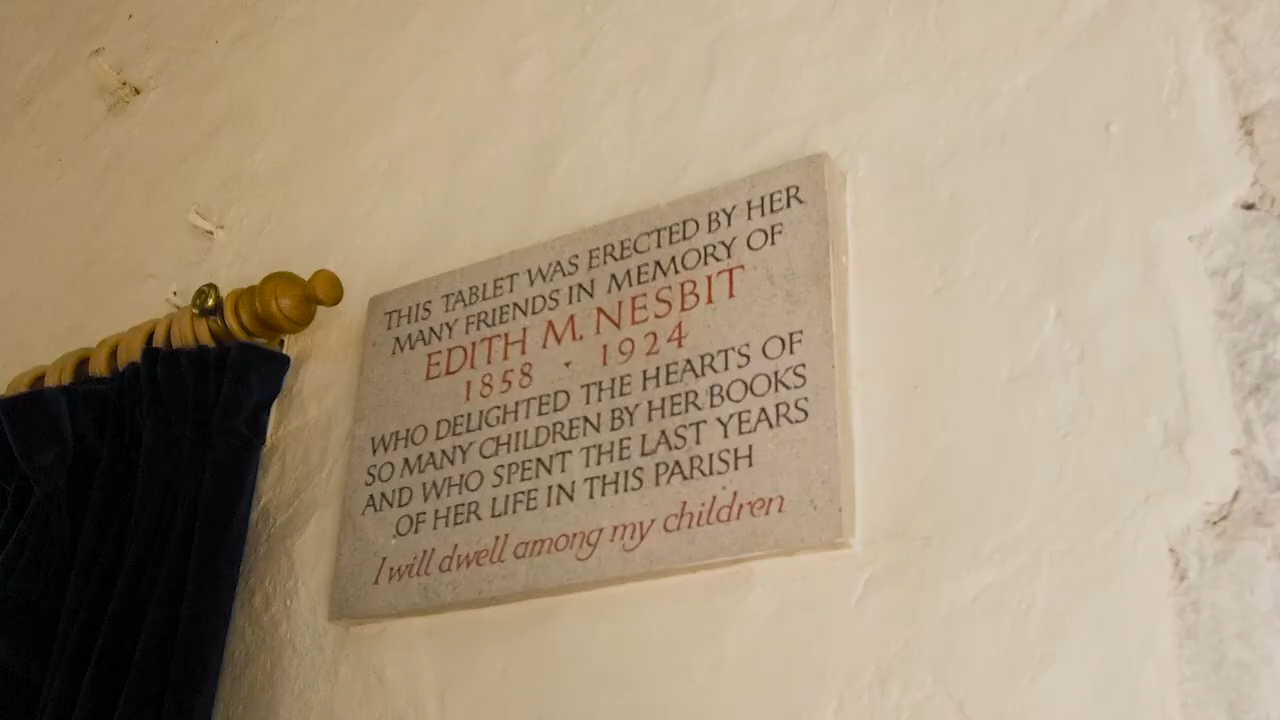 THIS TABLET WAS ERECTED BY HER
MANY FRIENDS IN MEMORY OF
EDITH M. NESBIT
1858 · 1924
WHO DELIGHTED THE HEARTS OF
SO MANY CHILDREN BY HER BOOKS
AND WHO SPENT THE LAST YEARS
OF HER LIFE IN THIS PARISH
I will dwell among my children